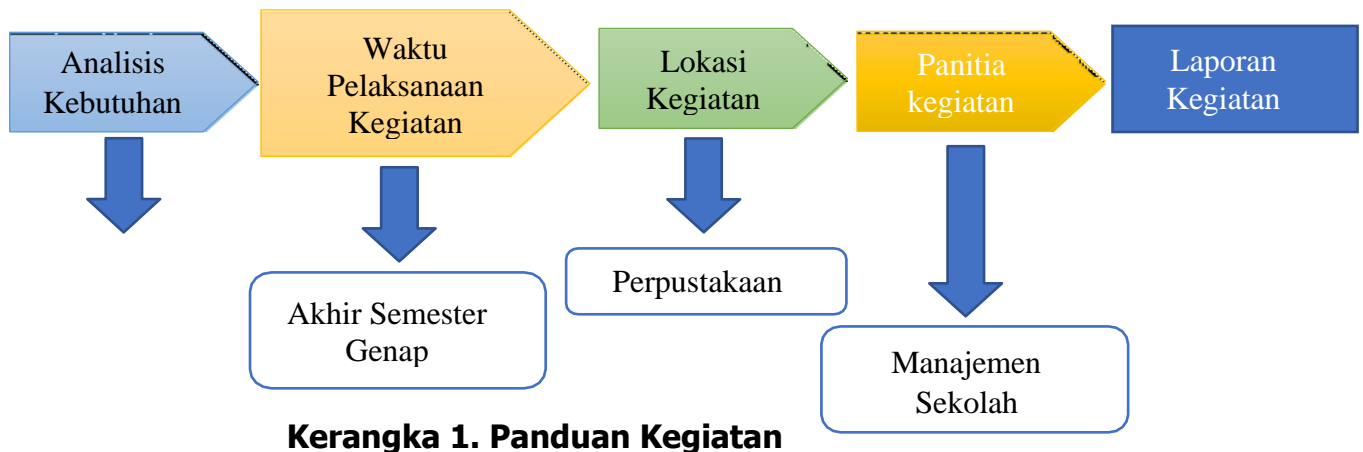 Analisis
Kebutuhan
Waktu
Pelaksanaan
Kegiatan
Lokasi
Kegiatan
Panitia
kegiatan
Laporan
Kegiatan
Akhir Semester
Genap
Perpustakaan
Manajemen
Sekolah
Kerangka 1. Panduan Kegiatan